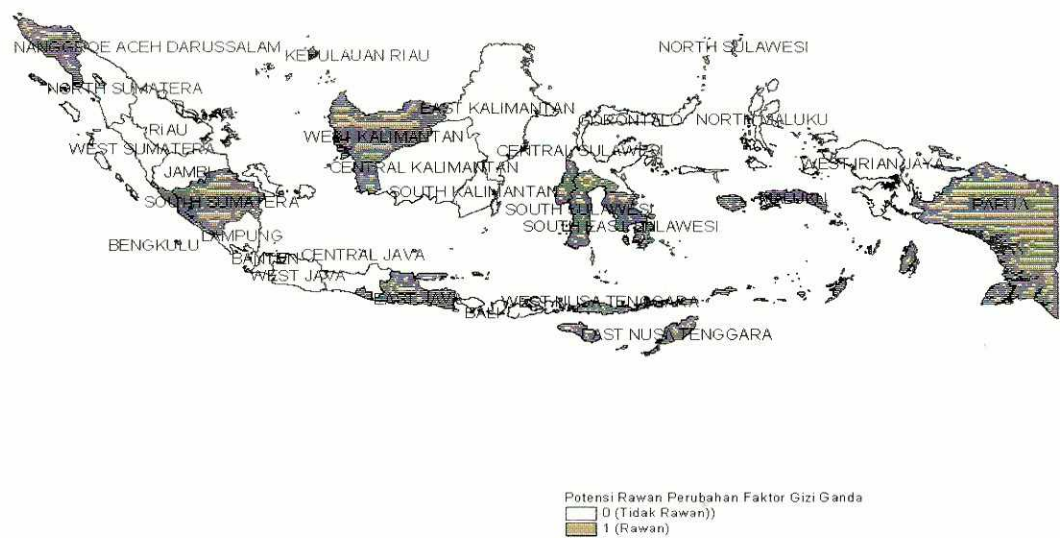 NANGGROE ACEH DARUSSALAM
KEPULAUAN RIAU
NORTH SULAWESI
NORTH SUMATERA
EAST KALIMANTAN
RIAU
WEST KALIMANTAN
GORONTALO
NORTH MALUKU
WEST SUMATERA
CENTRAL SULAWESI
WEST IRIAN JAYA
JAMBI
CENTRAL KALIMANTAN
SOUTH KALIMANTAN
SOUTH SUMATERA
SOUTH SULAWESI
MALUKU
PAPUA
SOUTH EAST SULAWESI
LAMPUNG
BENGKULU
BANTEN
CENTRAL JAVA
WEST JAVA
EAST JAVA
WEST NUSA TENGGARA
BALI
EAST NUSA TENGGARA
Potensi Rawan Perubahan Faktor Gizi Ganda
0 (Tidak Rawan))
1 (Rawan)